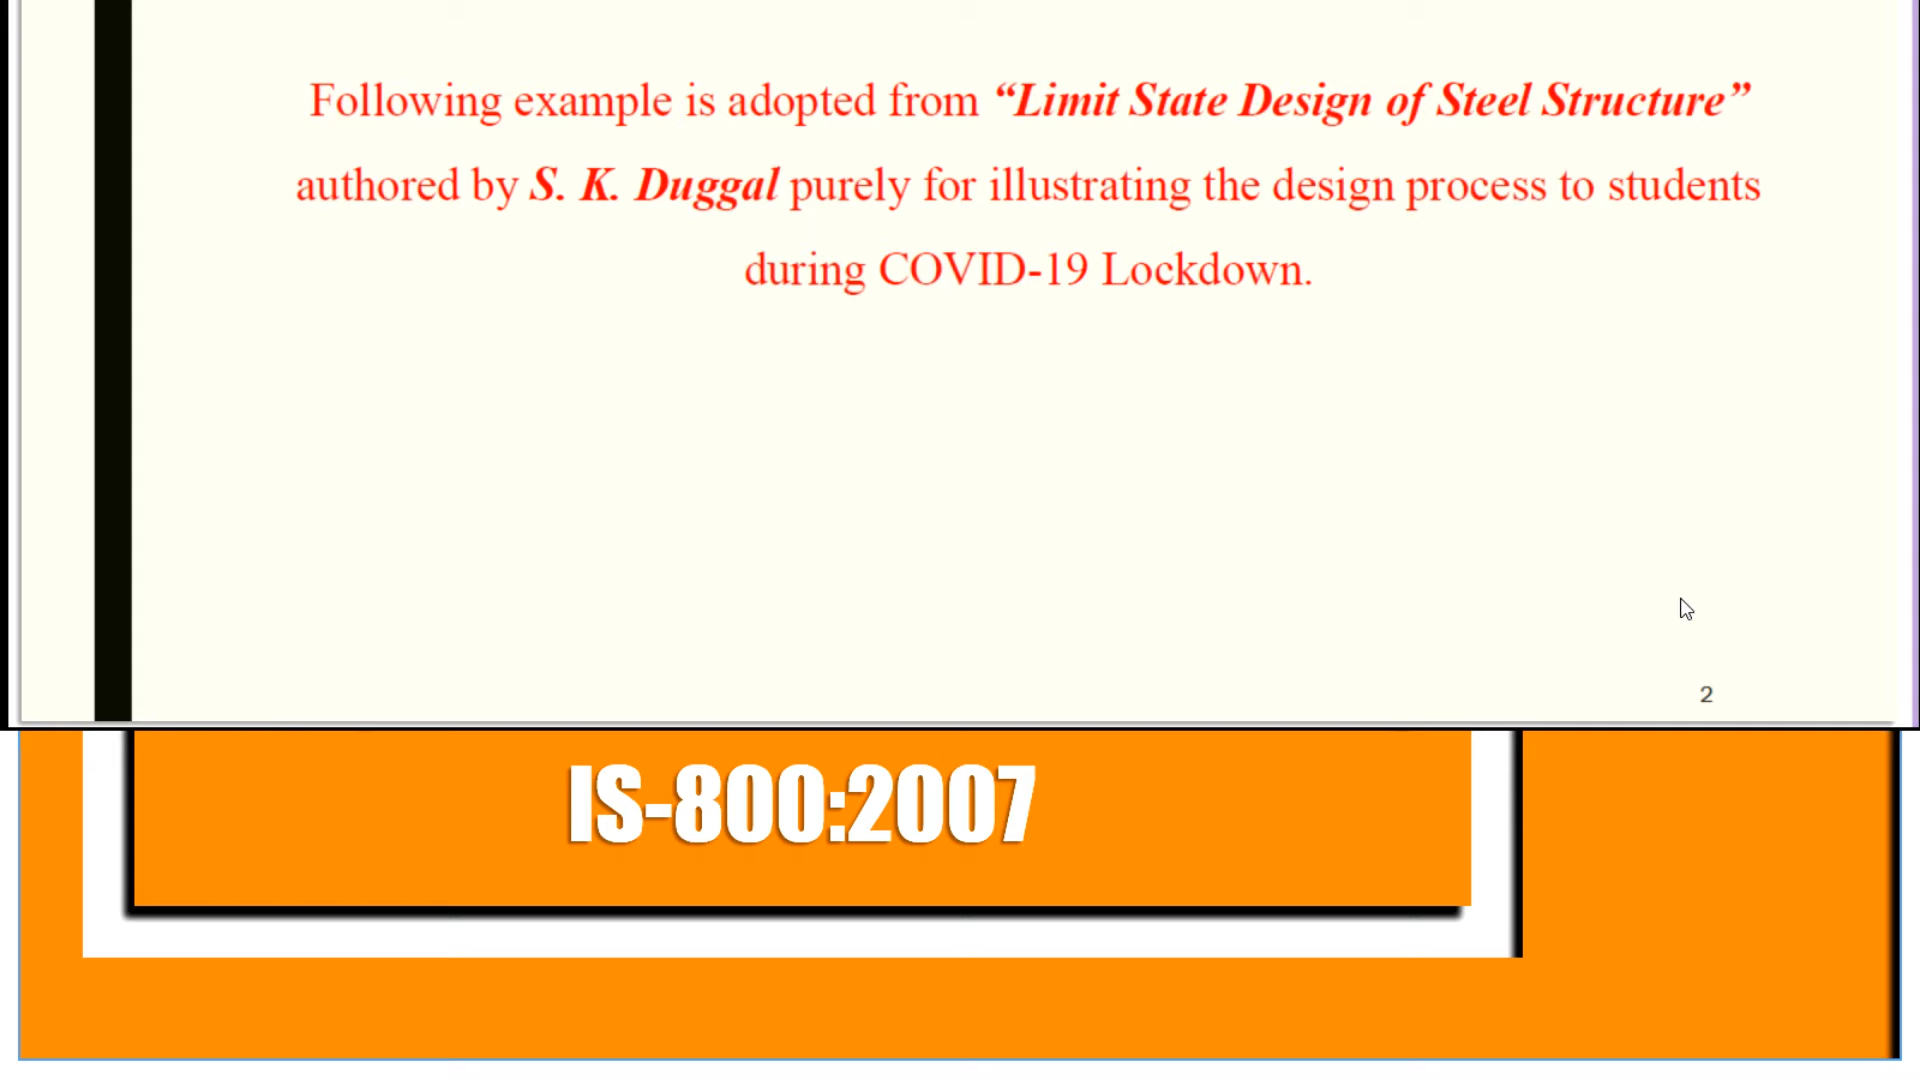 Following example is adopted from “Limit State Design of Steel Structure”
authored by S. K. Duggal purely for illustrating the design process to students
during COVID-19 Lockdown.
2
IS-800:2007